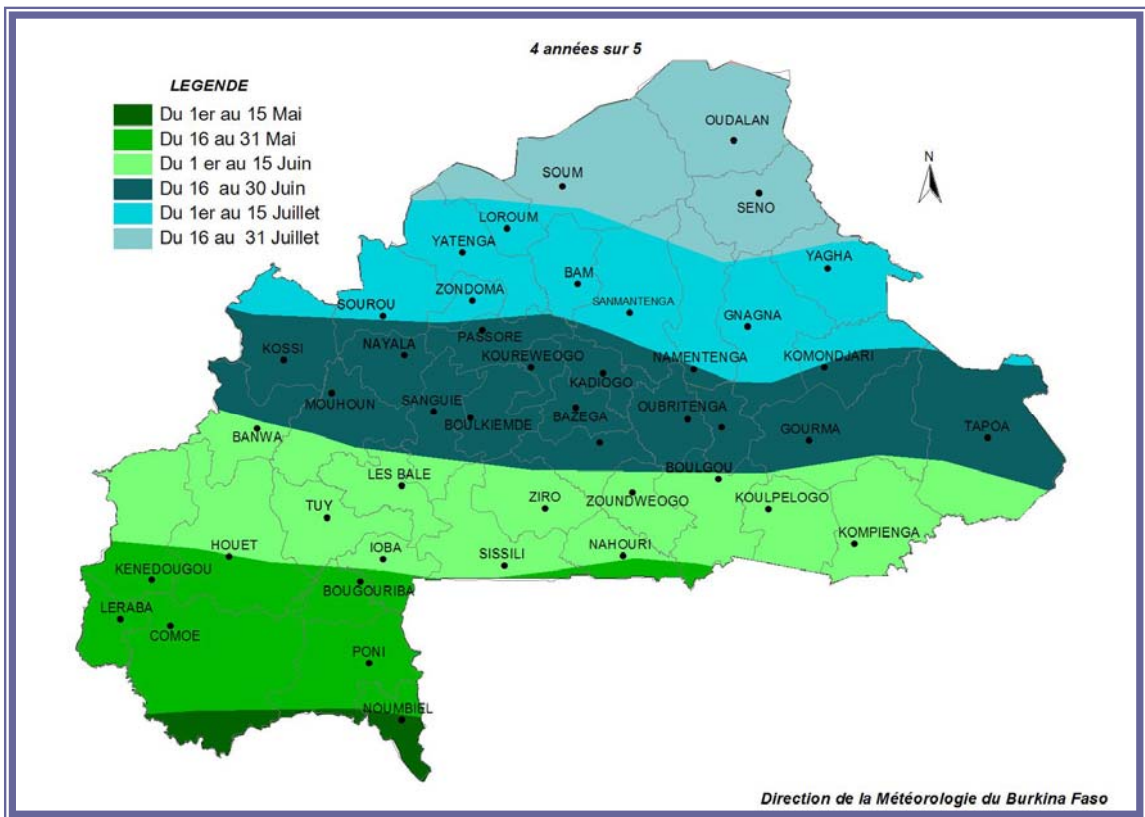 4 années sur 5
LEGENDE
Du 1er au 15 Mai
Du 16 au 31 Mai
Du 1 er au 15 Juin
Du 16 au 30 Juin
Du 1er au 15 Juillet
Du 16 au 31 Juillet
N
OUDALAN
SOUM
SENO
LOROUM
YATENGA
YAGHA
BAM
ZONDOMA
SANMANTENGA
SOUROU
GNAGNA
PASSORE
KOSSI
NAYALA
KOUREWEOGO
NAMENTENGA
KOMONDJARI
KADIOGO
MOUHOUN
SANGUIE
BAZEGA
OUBRITENGA
BOULKIEMDE
TAPOA
BANWA
GOURMA
BOULGOU
LES BALE
ZIRO
ZOUNDWEOGO
KOULPELOGO
TUY
KOMPIENGA
HOUET
IOBA
SISSILI
NAHOURI
KENEDOUGOU
BOUGOURIBA
LERABA
COMOE
PONI
NOUMBIEL
Direction de la Météorologie du Burkina Faso